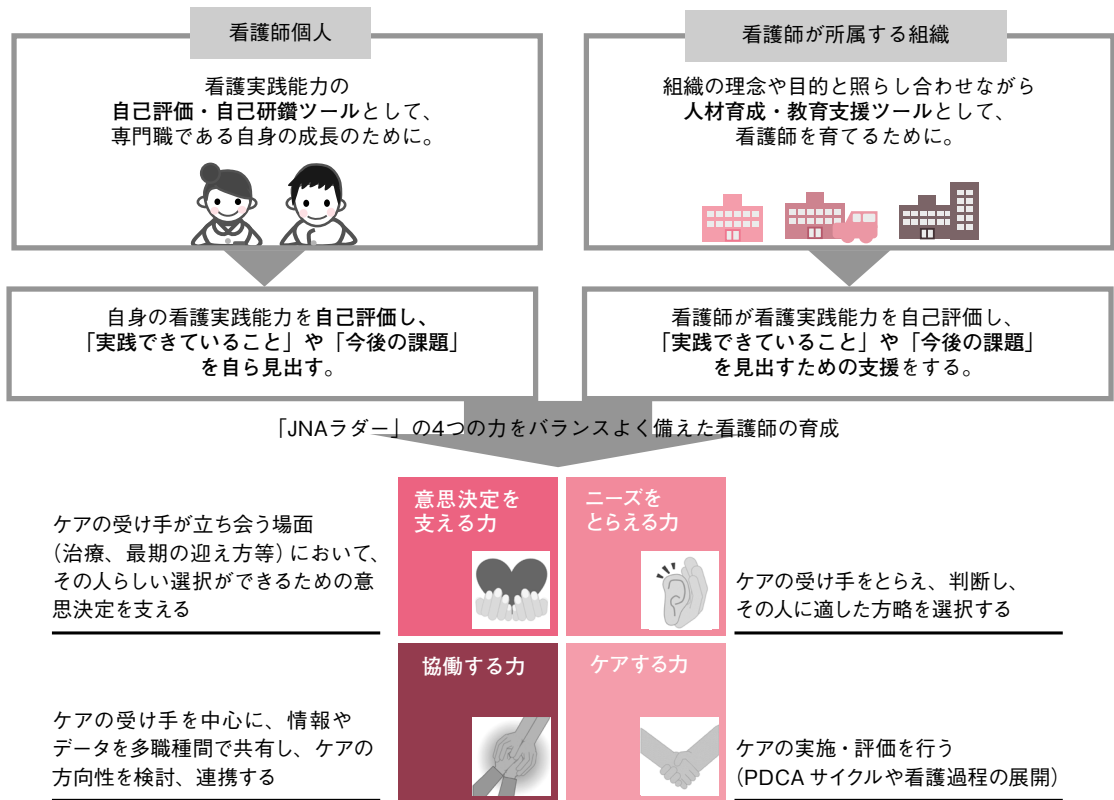 看護師個人
看護実践能力の
自己評価・自己研鑽ツールとして、
専門職である自身の成長のために。
看護師が所属する組織
組織の理念や目的と照らし合わせながら
人材育成・教育支援ツールとして、
看護師を育てるために。
自身の看護実践能力を自己評価し、
「実践できていること」や「今後の課題」
を自ら見出す。
看護師が看護実践能力を自己評価し、
「実践できていること」や「今後の課題」
を見出すための支援をする。
「JNAラダー」の4つの力をバランスよく備えた看護師の育成
ケアの受け手が立ち会う場面
(治療、最期の迎え方等)において、
その人らしい選択ができるための意
思決定を支える
意思決定を
支える力
ニーズを
とらえる力
ケアの受け手をとらえ、判断し、
その人に適した方略を選択する
ケアの受け手を中心に、情報や
データを多職種間で共有し、ケアの
方向性を検討、連携する
協働する力
ケアする力
ケアの実施・評価を行う
(PDCA サイクルや看護過程の展開)